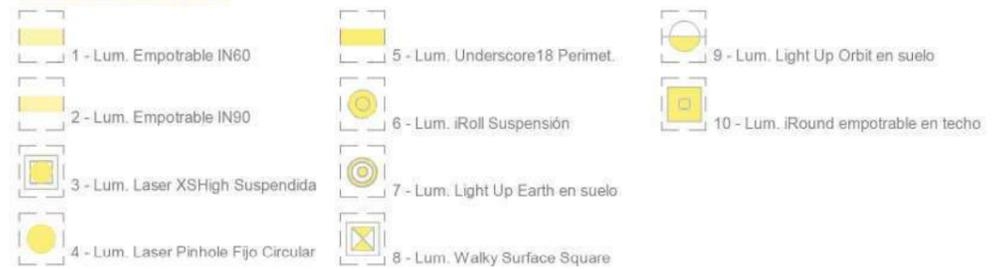 1 - Lum. Empotrable IN60
2 - Lum. Empotrable IN90
3 - Lum. Laser XSHigh Suspendida
4 - Lum. Laser Pinhole Fijo Circular
5 - Lum. Underscore18 Perimet.
6 - Lum. iRoll Suspensión
7 - Lum. Light Up Earth en suelo
8 - Lum. Walky Surface Square
9 - Lum. Light Up Orbit en suelo
10 - Lum. iRound empotrable en techo